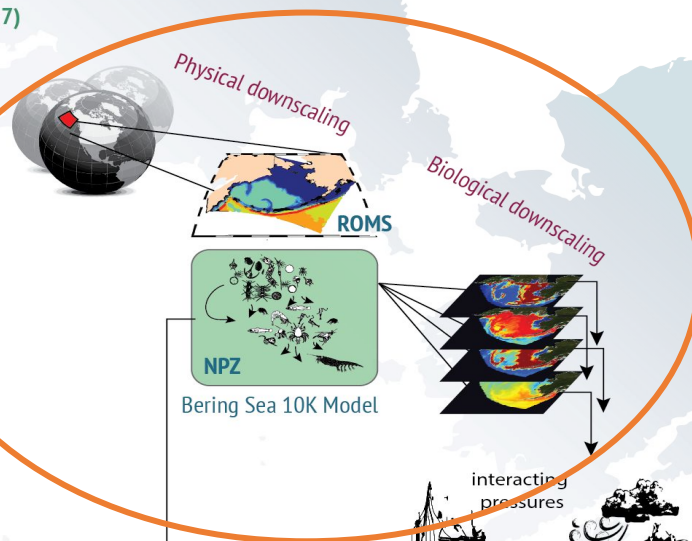 7)
Physical downscaling
Biological downscaling
ROMS
NPZ
Bering Sea 10K Model
interacting
pressures